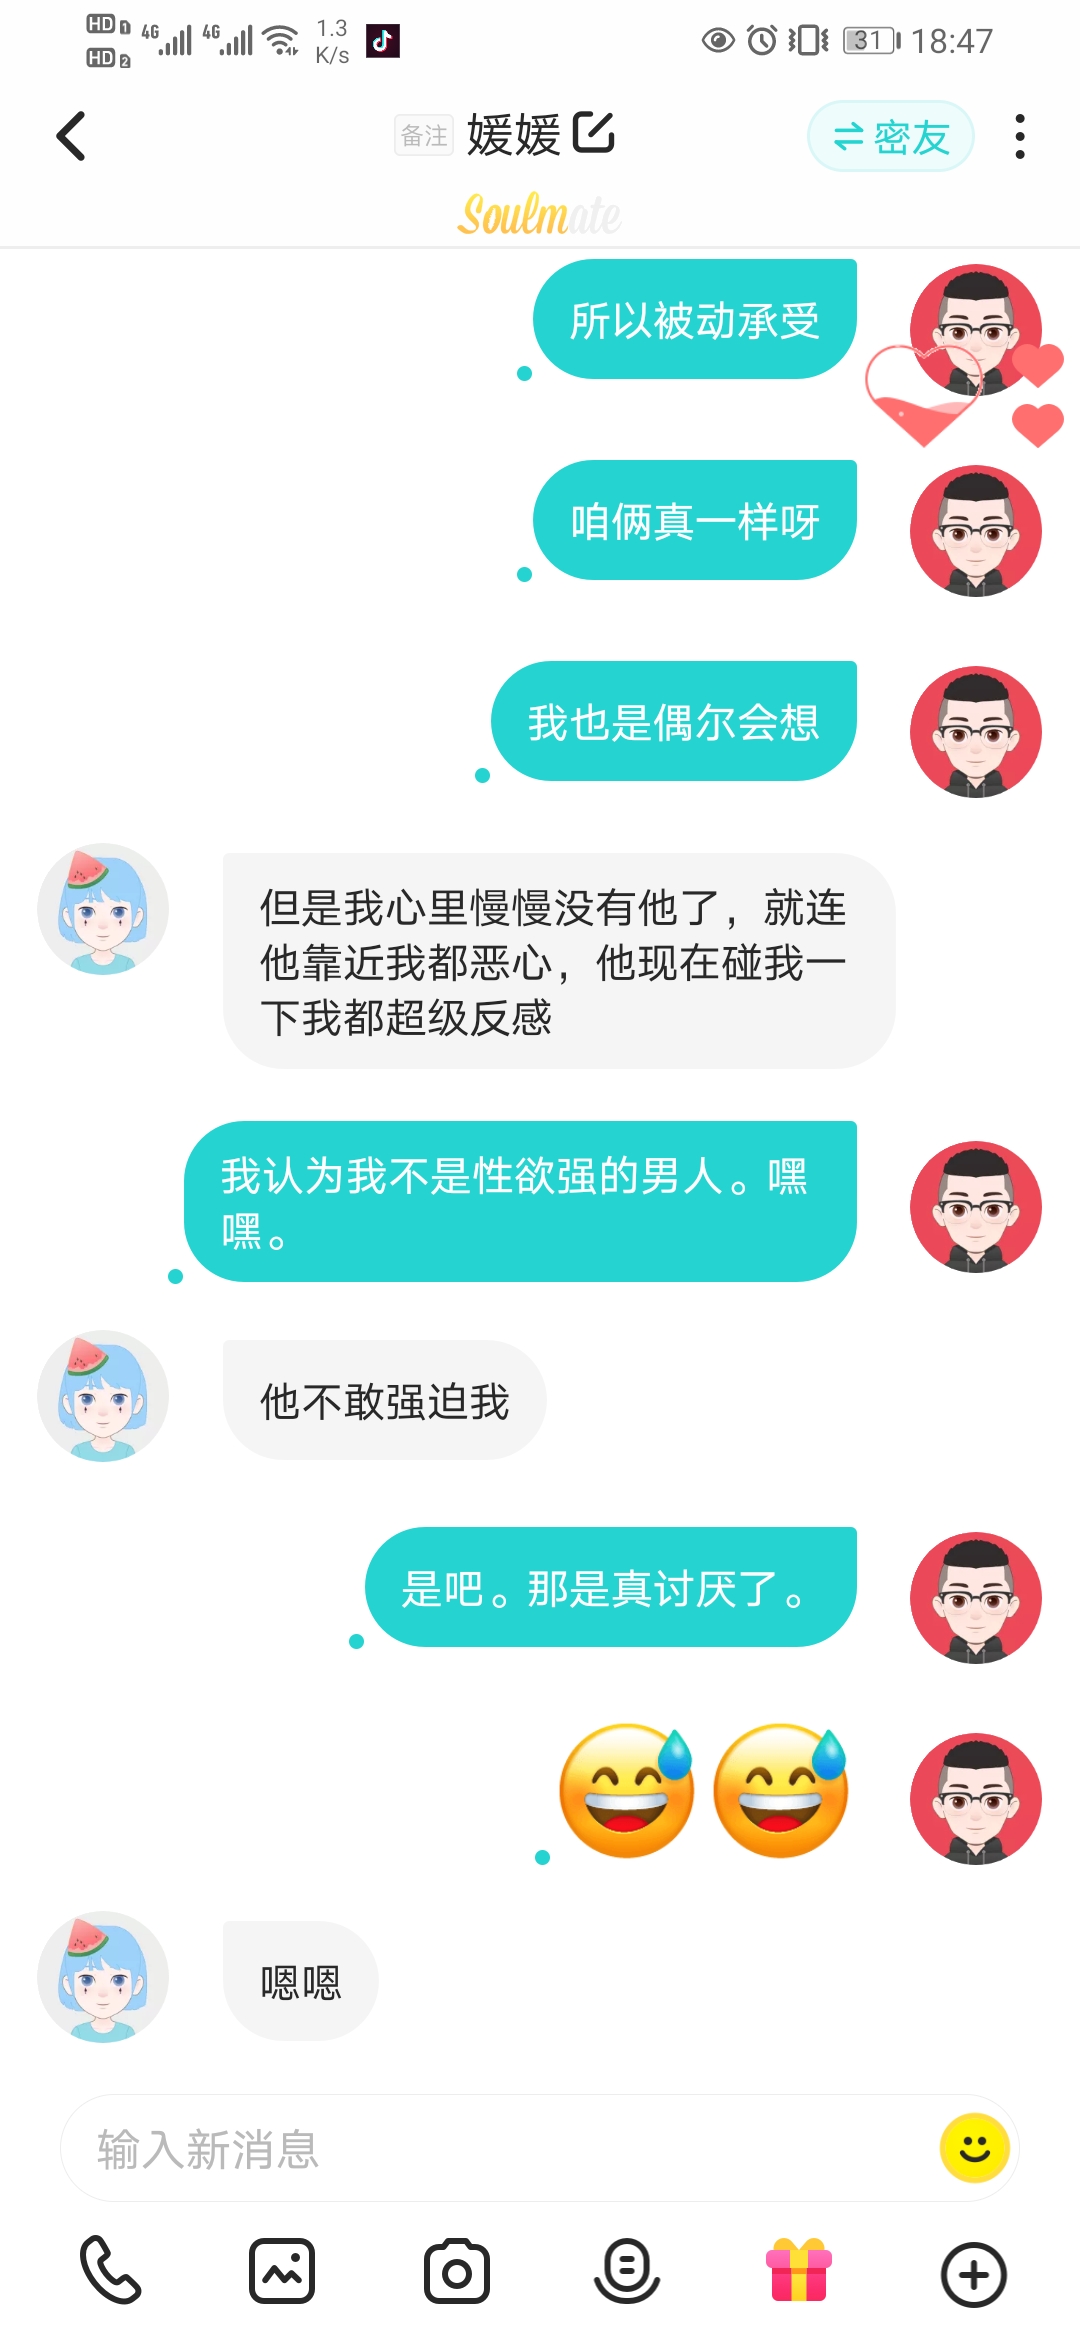 HD 1 4G 4G 1.3 31 18:47
HD 2 K/s
备注 媛媛 密友
Soulmate
所以被动承受
咱俩真一样呀
我也是偶尔会想
但是我心里慢慢没有他了，就连
他靠近我都恶心，他现在碰我一
下我都超级反感
我认为我不是性欲强的男人。嘿
嘿。
他不敢强迫我
是吧。那是真讨厌了。
嗯嗯
输入新消息